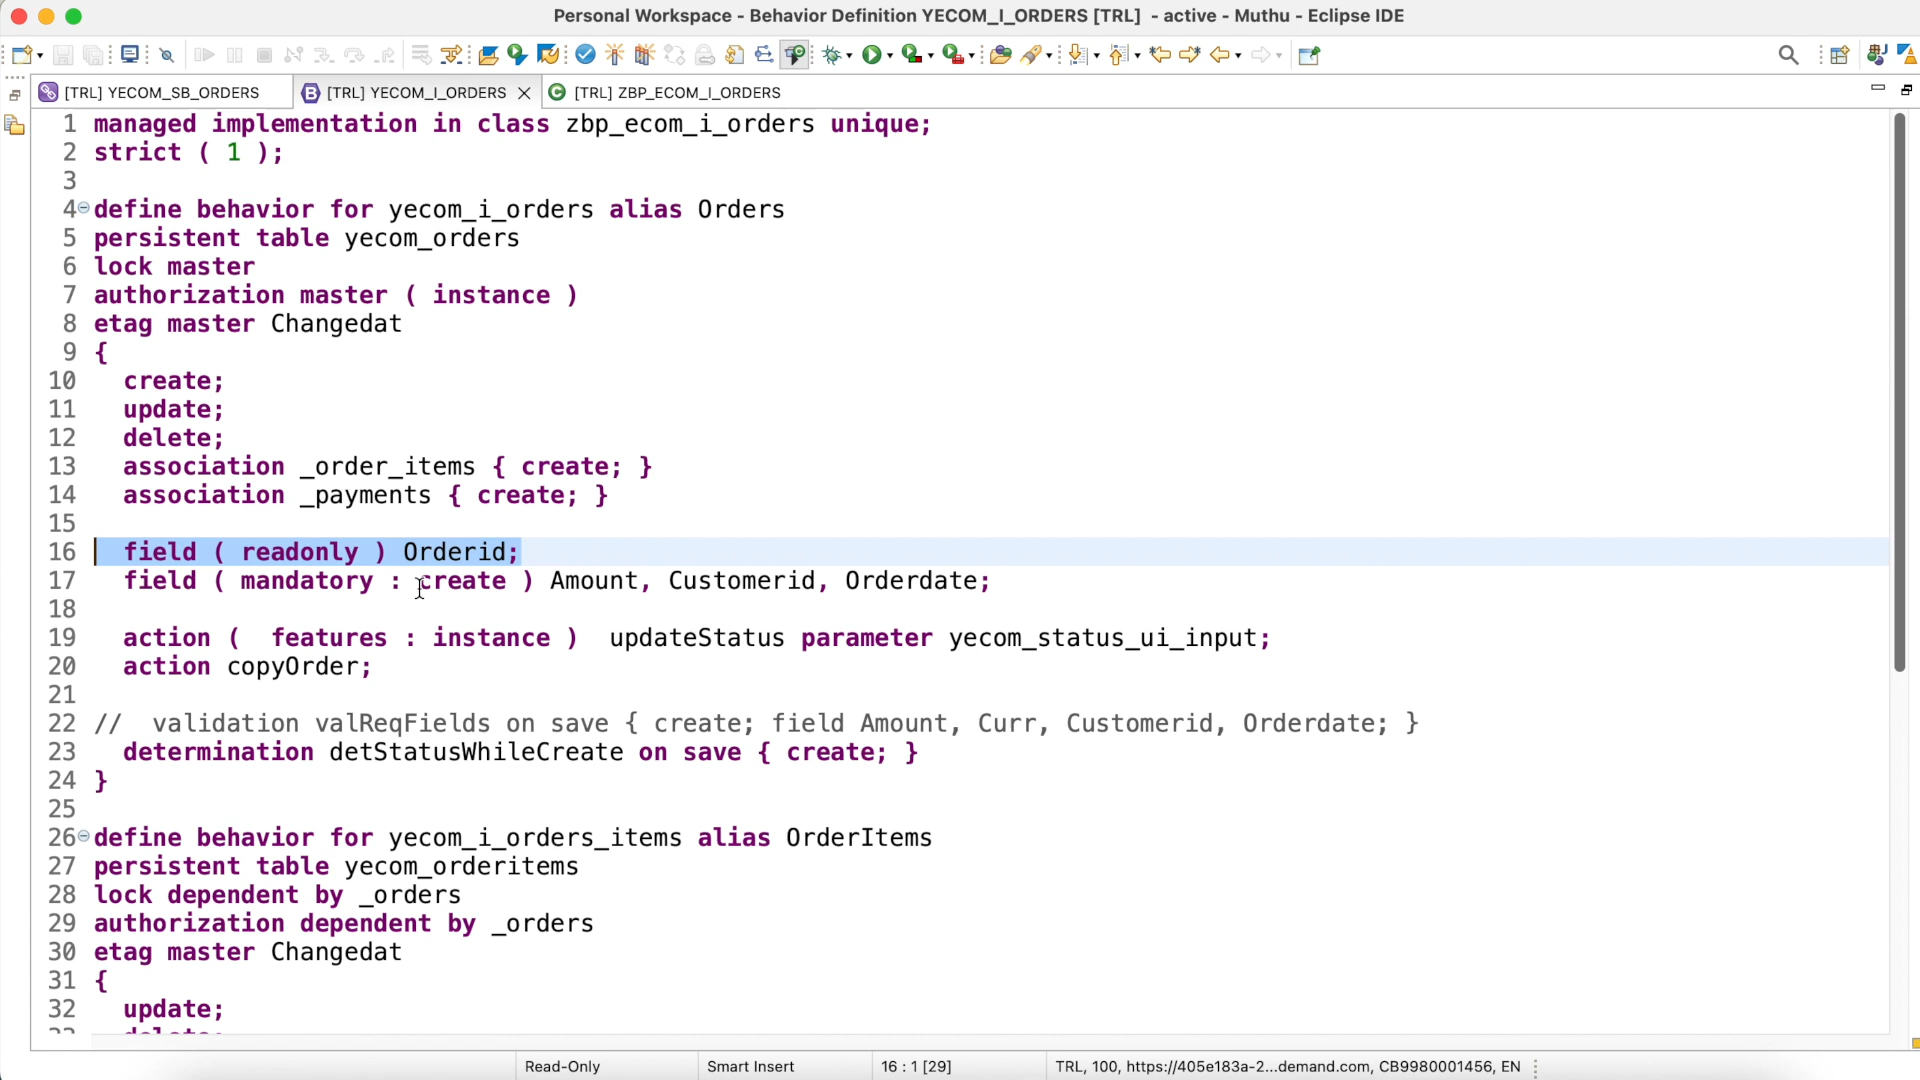 Personal Workspace - Behavior Definition YECOM_I_ORDERS [TRL]  - active - Muthu - Eclipse IDE
[TRL] YECOM_SB_ORDERS
[TRL] YECOM_I_ORDERS
[TRL] ZBP_ECOM_I_ORDERS
1 managed implementation in class zbp_ecom_i_orders unique;
2 strict ( 1 );
3
4 define behavior for yecom_i_orders alias Orders
5 persistent table yecom_orders
6 lock master
7 authorization master ( instance )
8 etag master Changedat
9 {
10   create;
11   update;
12   delete;
13   association _order_items { create; }
14   association _payments { create; }
15
16   field ( readonly ) Orderid;
17   field ( mandatory : create ) Amount, Customerid, Orderdate;
18
19   action (  features : instance )  updateStatus parameter yecom_status_ui_input;
20   action copyOrder;
21
22 //  validation valReqFields on save { create; field Amount, Curr, Customerid, Orderdate; }
23   determination detStatusWhileCreate on save { create; }
24 }
25
26 define behavior for yecom_i_orders_items alias OrderItems
27 persistent table yecom_orderitems
28 lock dependent by _orders
29 authorization dependent by _orders
30 etag master Changedat
31 {
32   update;
Read-Only
Smart Insert
16 : 1 [29]
TRL, 100, https://405e183a-2...demand.com, CB9980001456, EN